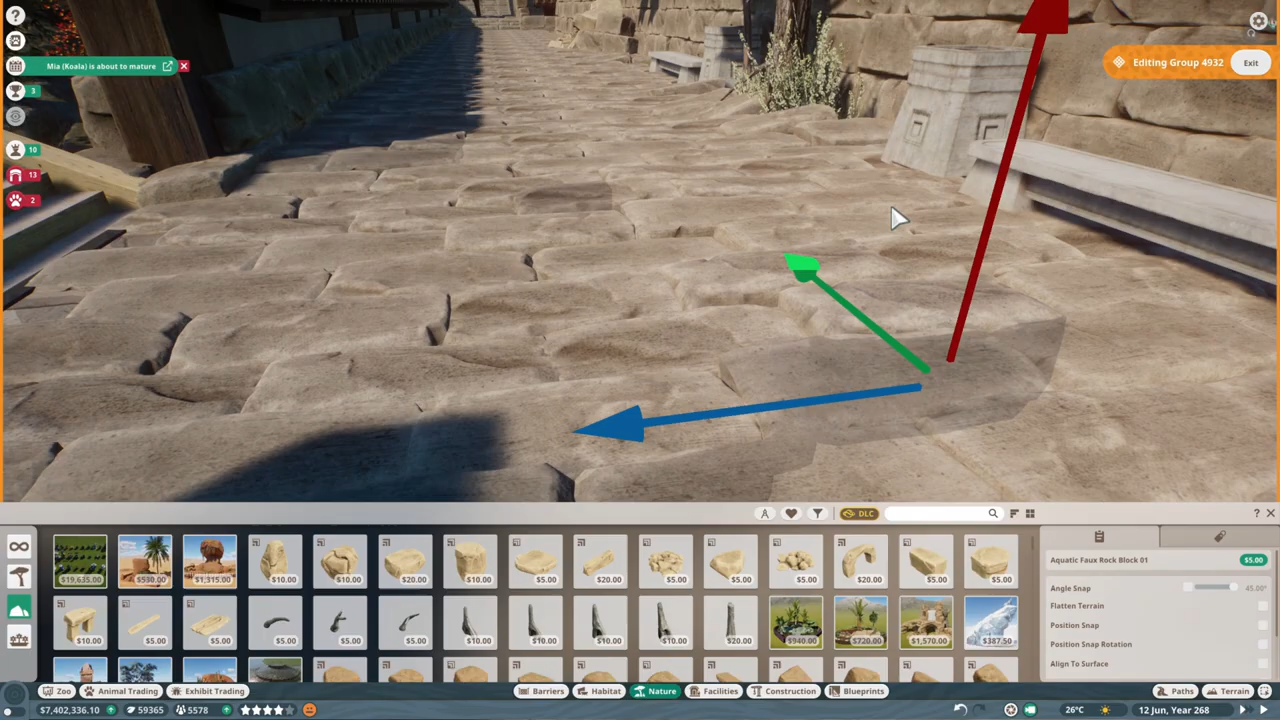 Mia (Koala) is about to mature
3
10
13
2
Editing Group 4932
Exit
DLC
$19,635.00
$530.00
$1,315.00
$10.00
$10.00
$20.00
$10.00
$5.00
$20.00
$5.00
$5.00
$5.00
$20.00
$5.00
$5.00
$10.00
$5.00
$5.00
$5.00
$5.00
$5.00
$10.00
$10.00
$10.00
$10.00
$20.00
$940.00
$720.00
$1,570.00
$387.50
Aquatic Faux Rock Block 01
$5.00
Angle Snap
45.00°
Flatten Terrain
Position Snap
Position Snap Rotation
Align To Surface
Zoo
Animal Trading
Exhibit Trading
Barriers
Habitat
Nature
Facilities
Construction
Blueprints
Paths
Terrain
$7,402,336.10
59365
5578
26°C
12 Jun, Year 268